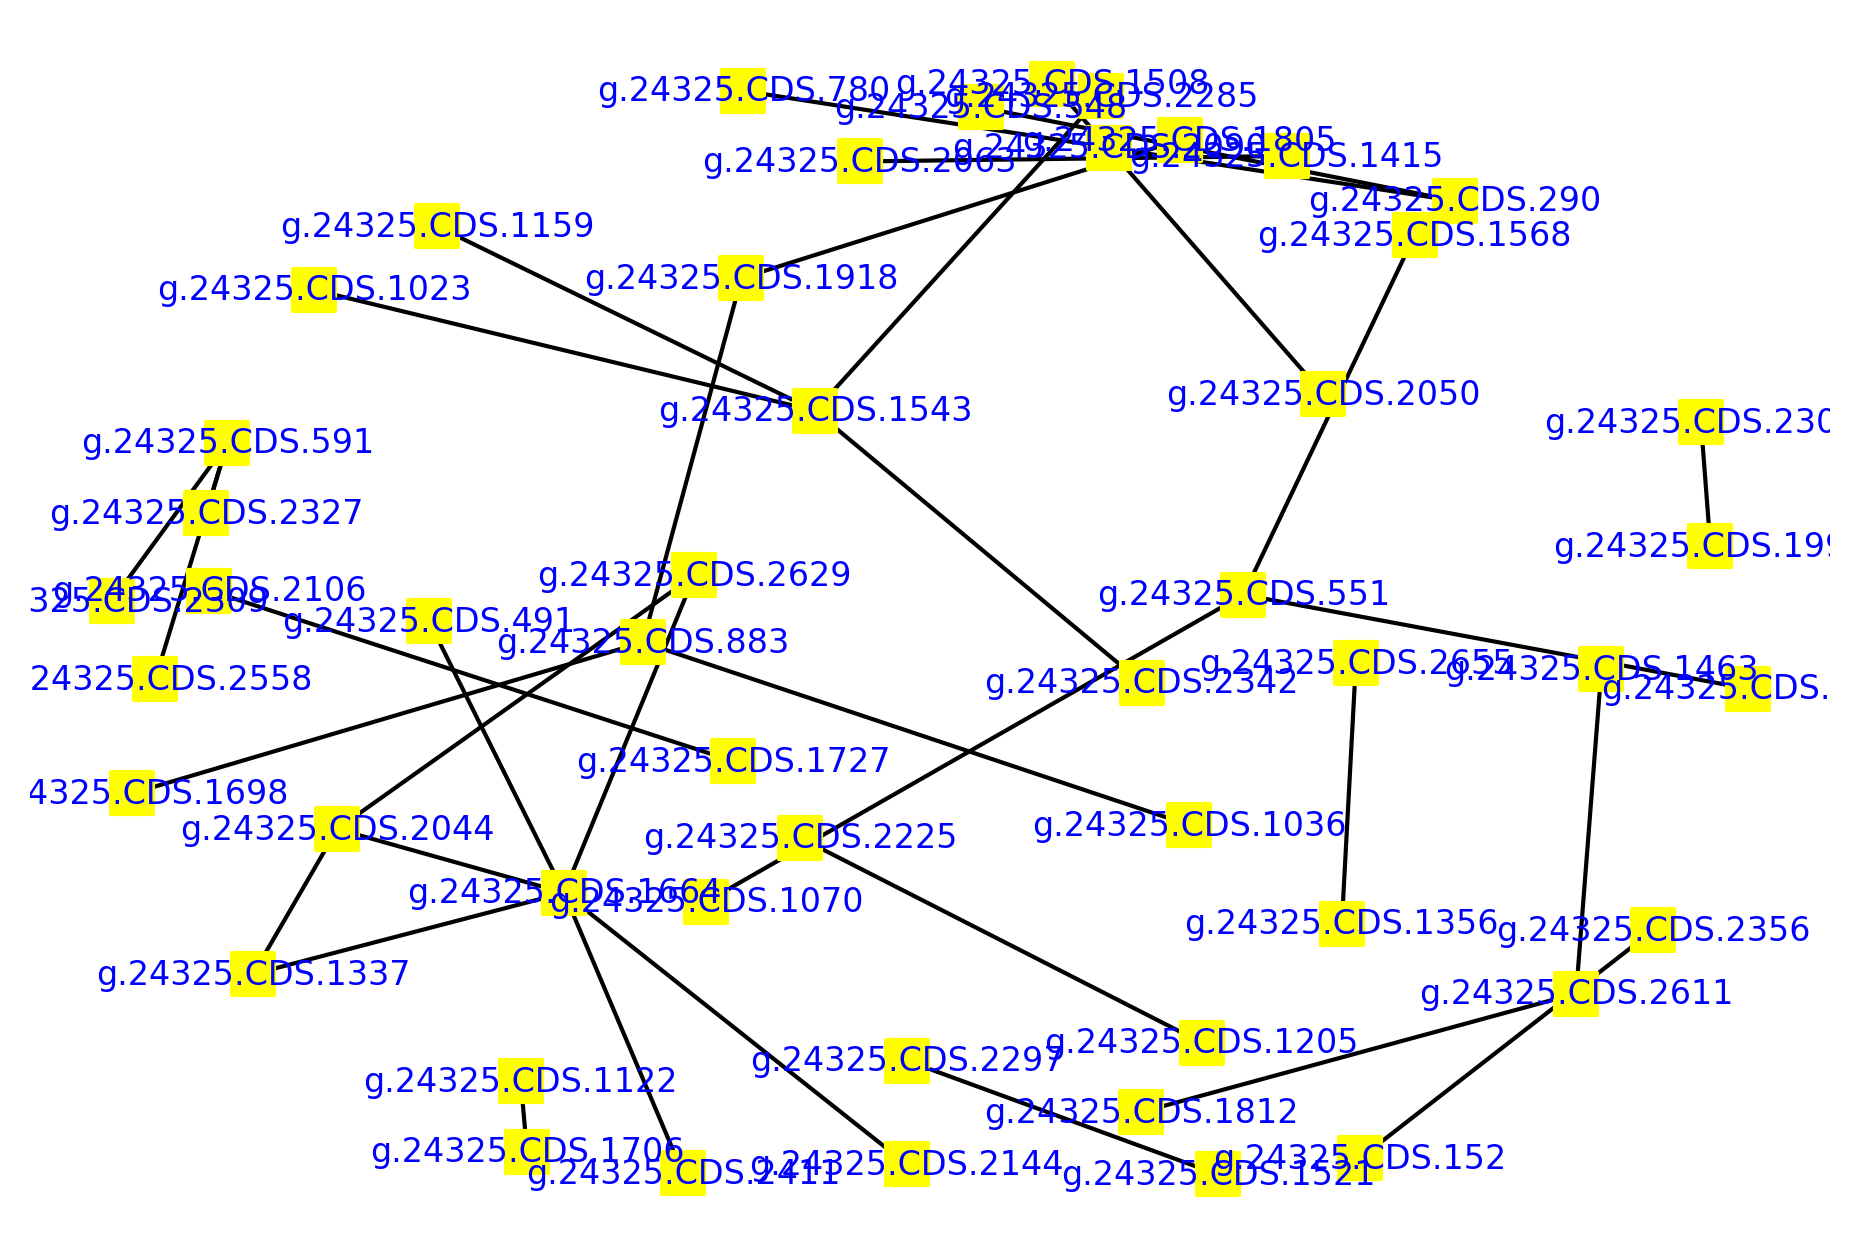 g.24325.CDS.1508
g.24325.CDS.780
g.24325.CDS.2285
g.24325.CDS.548
g.24325.CDS.1805
g.24325.CDS.1415
g.24325.CDS.2063
g.24325.CDS.290
g.24325.CDS.1159
g.24325.CDS.1568
g.24325.CDS.1918
g.24325.CDS.1023
g.24325.CDS.2050
g.24325.CDS.1543
g.24325.CDS.230
g.24325.CDS.591
g.24325.CDS.2327
g.24325.CDS.199
g.24325.CDS.2629
g.24325.CDS.2106
g.24325.CDS.551
325.CDS.2309
g.24325.CDS.491
g.24325.CDS.883
g.24325.CDS.2655
g.24325.CDS.1463
24325.CDS.2558
g.24325.CDS.2342
g.24325.CDS.
g.24325.CDS.1727
4325.CDS.1698
g.24325.CDS.1036
g.24325.CDS.2044
g.24325.CDS.2225
g.24325.CDS.1664
g.24325.CDS.1070
g.24325.CDS.1356
g.24325.CDS.2356
g.24325.CDS.1337
g.24325.CDS.2611
g.24325.CDS.1205
g.24325.CDS.2297
g.24325.CDS.1122
g.24325.CDS.1812
g.24325.CDS.1706
g.24325.CDS.152
g.24325.CDS.2144
g.24325.CDS.2411
g.24325.CDS.1521